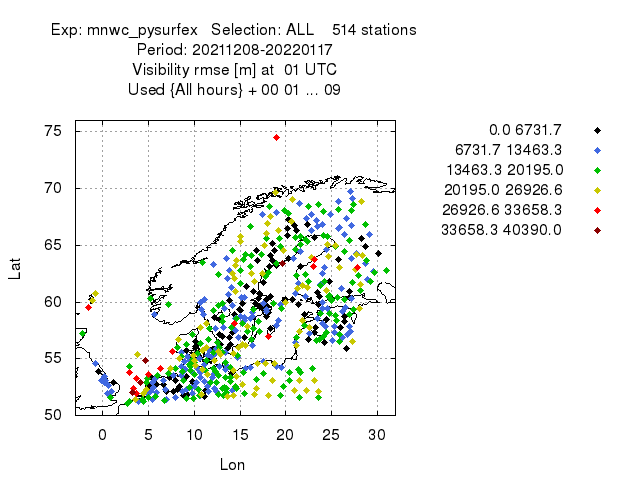 Exp: mnwc_pysurfex Selection: ALL 514 stations
Period: 20211208-20220117
Visibility rmse [m] at 01 UTC
Used {All hours} + 00 01 ... 09
0.0 6731.7
6731.7 13463.3
13463.3 20195.0
20195.0 26926.6
26926.6 33658.3
33658.3 40390.0
75
70
65
60
55
50
Lat
0 5 10 15 20 25 30
Lon